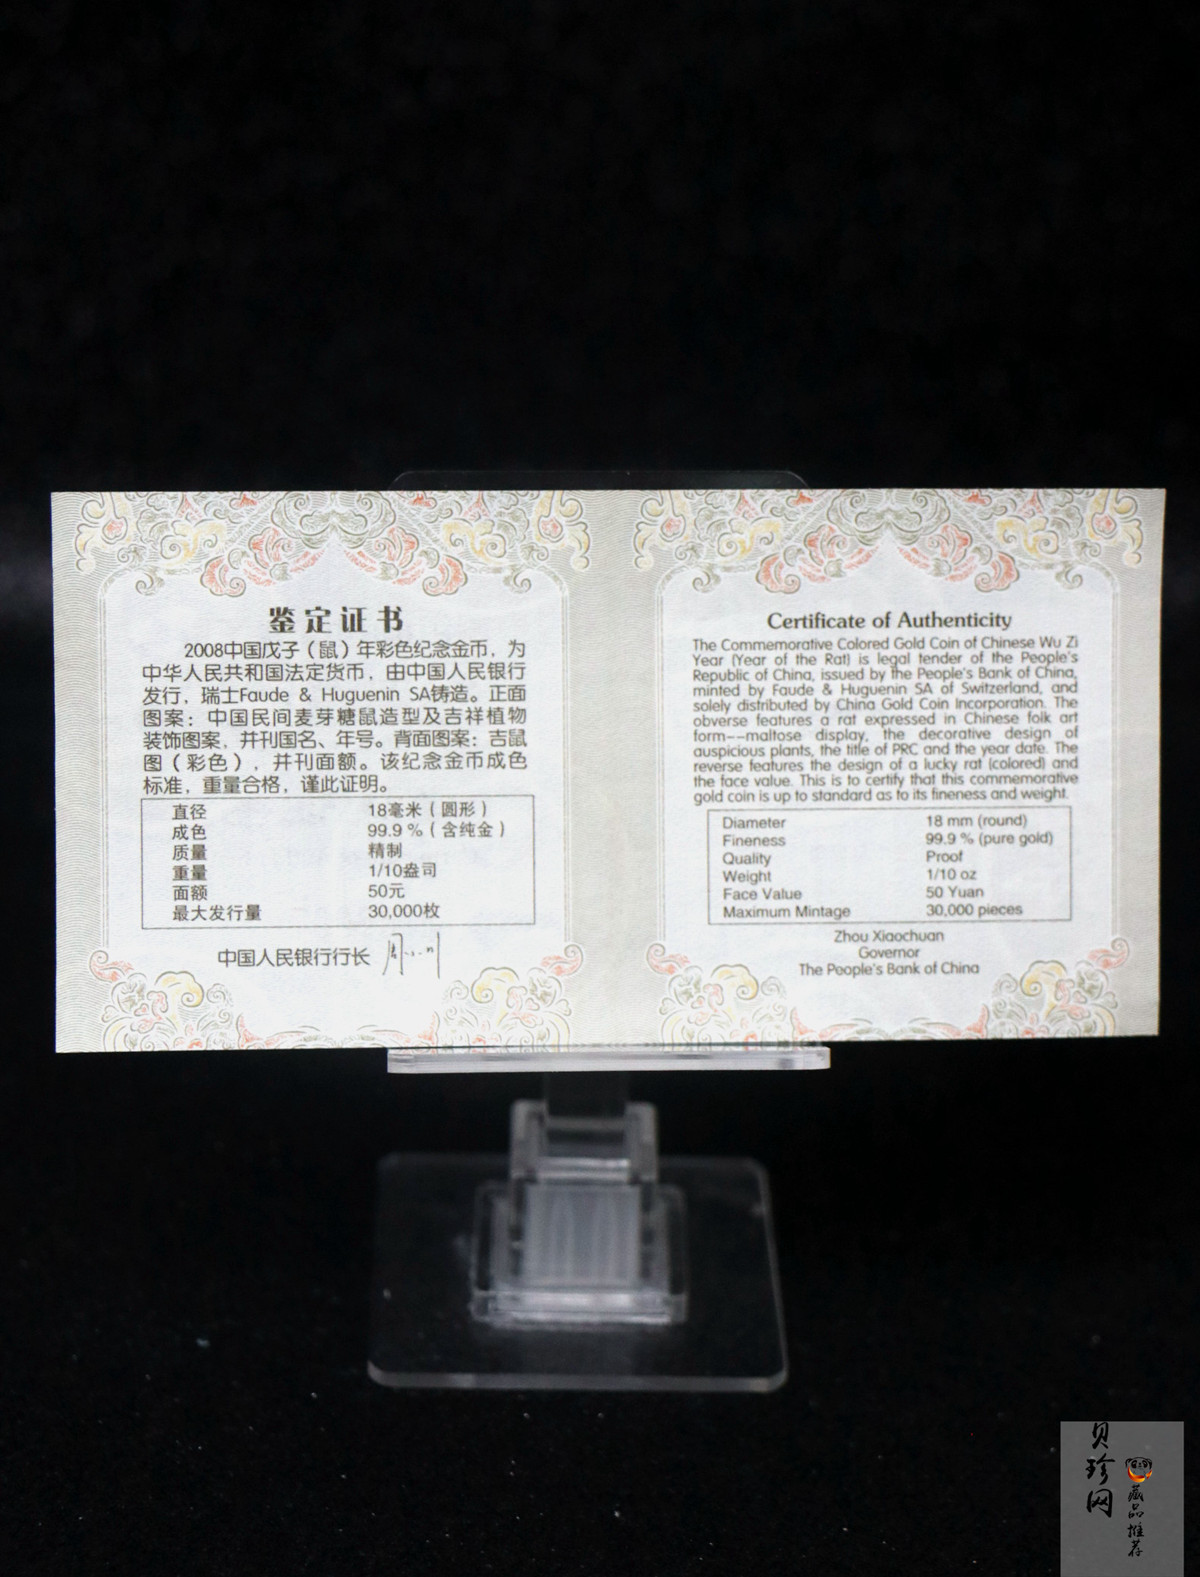 鉴定证书
2008中国戊子（鼠）年彩色纪念金币，为
中华人民共和国法定货币，由中国人民银行
发行，瑞士Faude & Huguenin SA铸造。正面
图案：中国民间麦芽糖鼠造型及吉祥植物
装饰图案，并刊国名、年号。背面图案：吉鼠
图（彩色），并刊面额。该纪念金币成色
标准，重量合格，谨此证明。
直径 18毫米（圆形）
成色 99.9 %（含纯金）
质量 精制
重量 1/10盎司
面额 50元
最大发行量 30,000枚
中国人民银行行长
Certificate of Authenticity
The Commemorative Colored Gold Coin of Chinese Wu Zi
Year (Year of the Rat) is legal tender of the People's
Republic of China, issued by the People's Bank of China,
minted by Faude & Huguenin SA of Switzerland, and
solely distributed by China Gold Coin Incorporation. The
obverse features a rat expressed in Chinese folk art
form--maltose display, the decorative design of
auspicious plants, the title of PRC and the year date. The
reverse features the design of a lucky rat (colored) and
the face value. This is to certify that this commemorative
gold coin is up to standard as to its fineness and weight.
Diameter 18 mm (round)
Fineness 99.9 % (pure gold)
Quality Proof
Weight 1/10 oz
Face Value 50 Yuan
Maximum Mintage 30,000 pieces
Zhou Xiaochuan
Governor
The People's Bank of China
贝珍网
藏品推荐